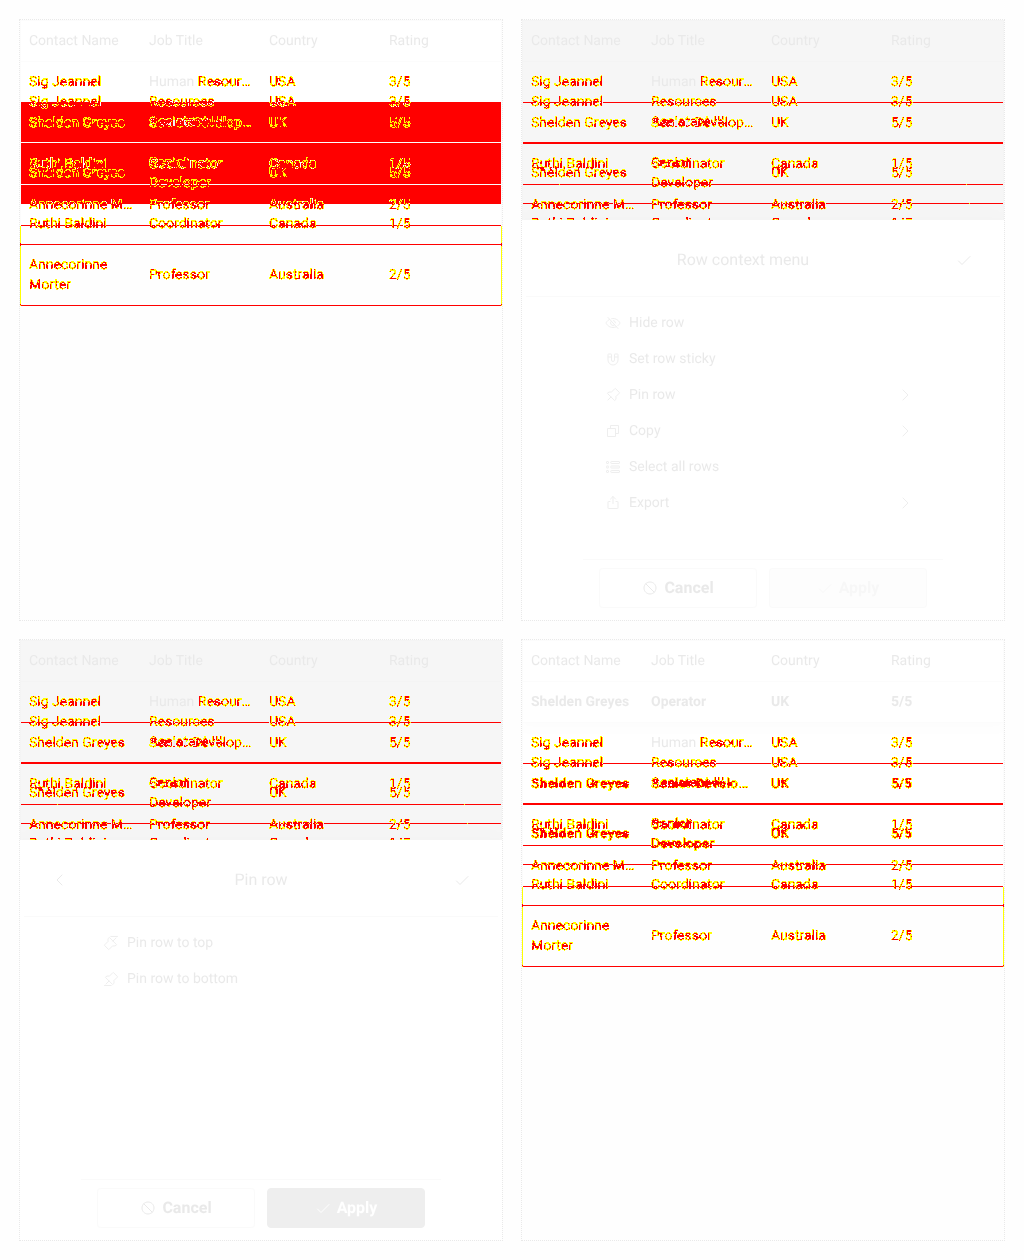 Contact Name Job Title Country Rating
Sig Jeannel Human Resour... USA 3/5
Sig Jeannel Resources USA 3/5
Shelden Greyes UK 5/5
Ruthi Baldini Canada 1/5
Shelden Greyes UK 5/5
Developer
Annecorinne M... Professor Australia 2/5
Ruthi Baldini Coordinator Canada 1/5
Annecorinne
Morter Professor Australia 2/5
Contact Name Job Title Country Rating
Sig Jeannel Human Resour... USA 3/5
Sig Jeannel Resources USA 3/5
Shelden Greyes UK 5/5
Ruthi Baldini Coordinator Canada 1/5
Shelden Greyes UK 5/5
Developer
Annecorinne M... Professor Australia 2/5
Row context menu
Hide row
Set row sticky
Pin row
Copy
Select all rows
Export
Cancel Apply
Contact Name Job Title Country Rating
Sig Jeannel Human Resour... USA 3/5
Sig Jeannel Resources USA 3/5
Shelden Greyes UK 5/5
Ruthi Baldini Coordinator Canada 1/5
Shelden Greyes UK 5/5
Developer
Annecorinne M... Professor Australia 2/5
Pin row
Pin row to top
Pin row to bottom
Cancel Apply
Contact Name Job Title Country Rating
Shelden Greyes Operator UK 5/5
Sig Jeannel Human Resour... USA 3/5
Sig Jeannel Resources USA 3/5
Shelden Greyes UK 5/5
Ruthi Baldini Coordinator Canada 1/5
Shelden Greyes UK 5/5
Developer
Annecorinne M... Professor Australia 2/5
Ruthi Baldini Coordinator Canada 1/5
Annecorinne
Morter Professor Australia 2/5